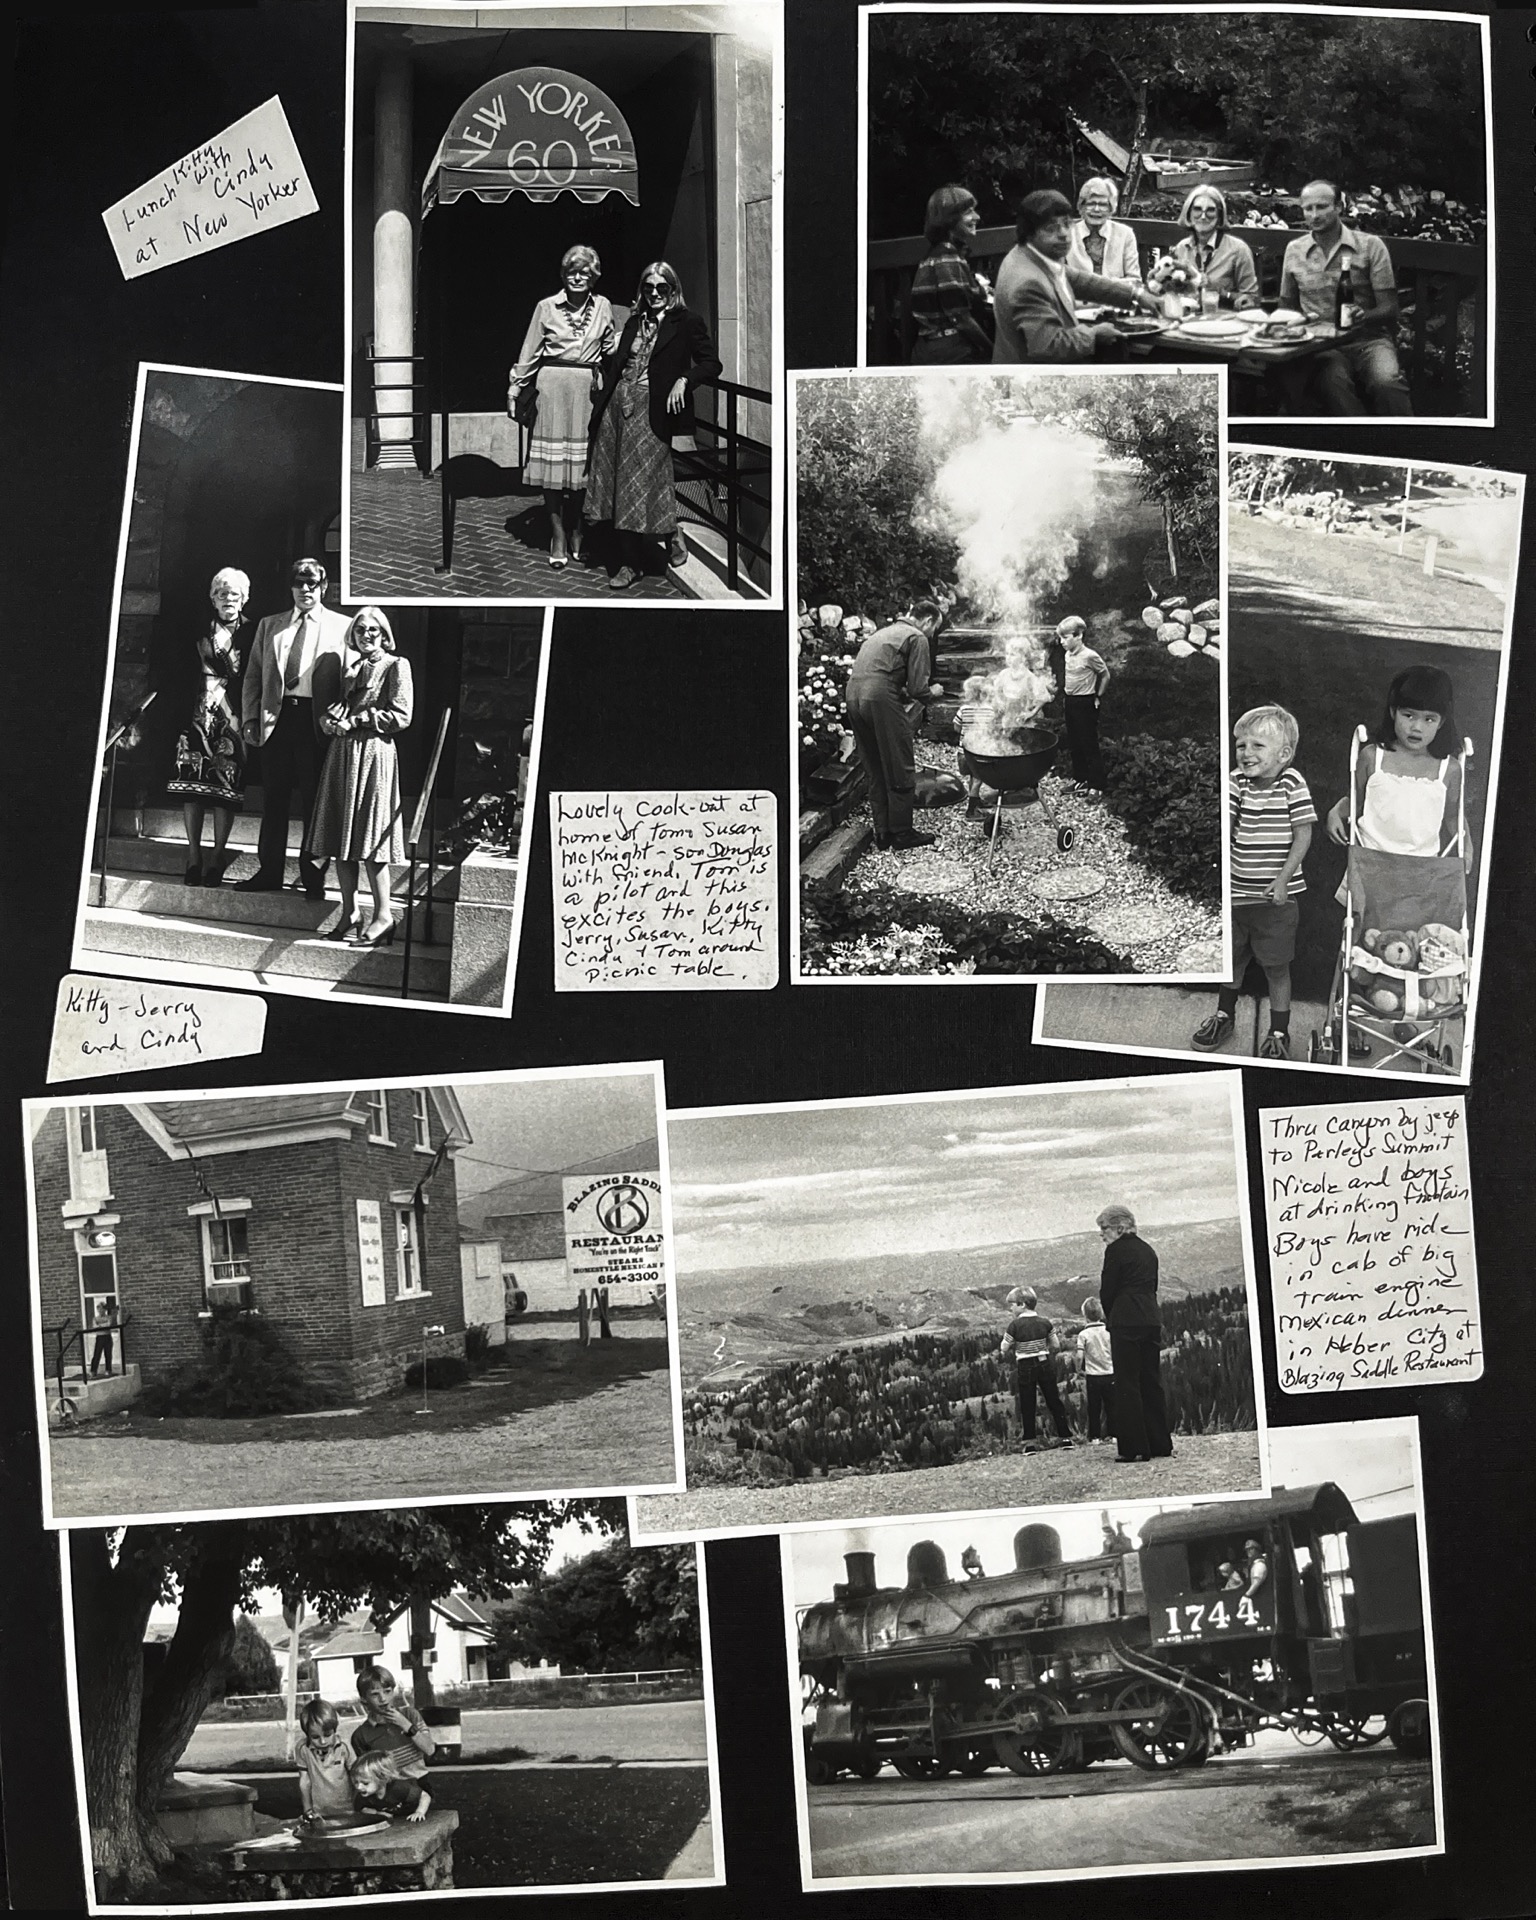 Lunch Kitty
with
Cindy
at New Yorker
NEW YORKER
60
Lovely Cook-out at
home of Tom & Susan
McKnight - son Douglas
with friend. Tom is
a pilot and this
excites the boys.
Jerry, Susan, Kitty
Cindy & Tom around
Picnic table.
Kitty - Jerry
and Cindy
BLAZING SADDL
B
RESTAURAN
"You're on the Right Track"
STEAKS
HOMESTYLE MEXICAN F
654-3300
Thru Canyon by jeep
to Parleys Summit
Nicole and boys
at drinking fountain
Boys have ride
in cab of big
train engine
Mexican dinner
in Heber City at
Blazing Saddle Restaurant
1744